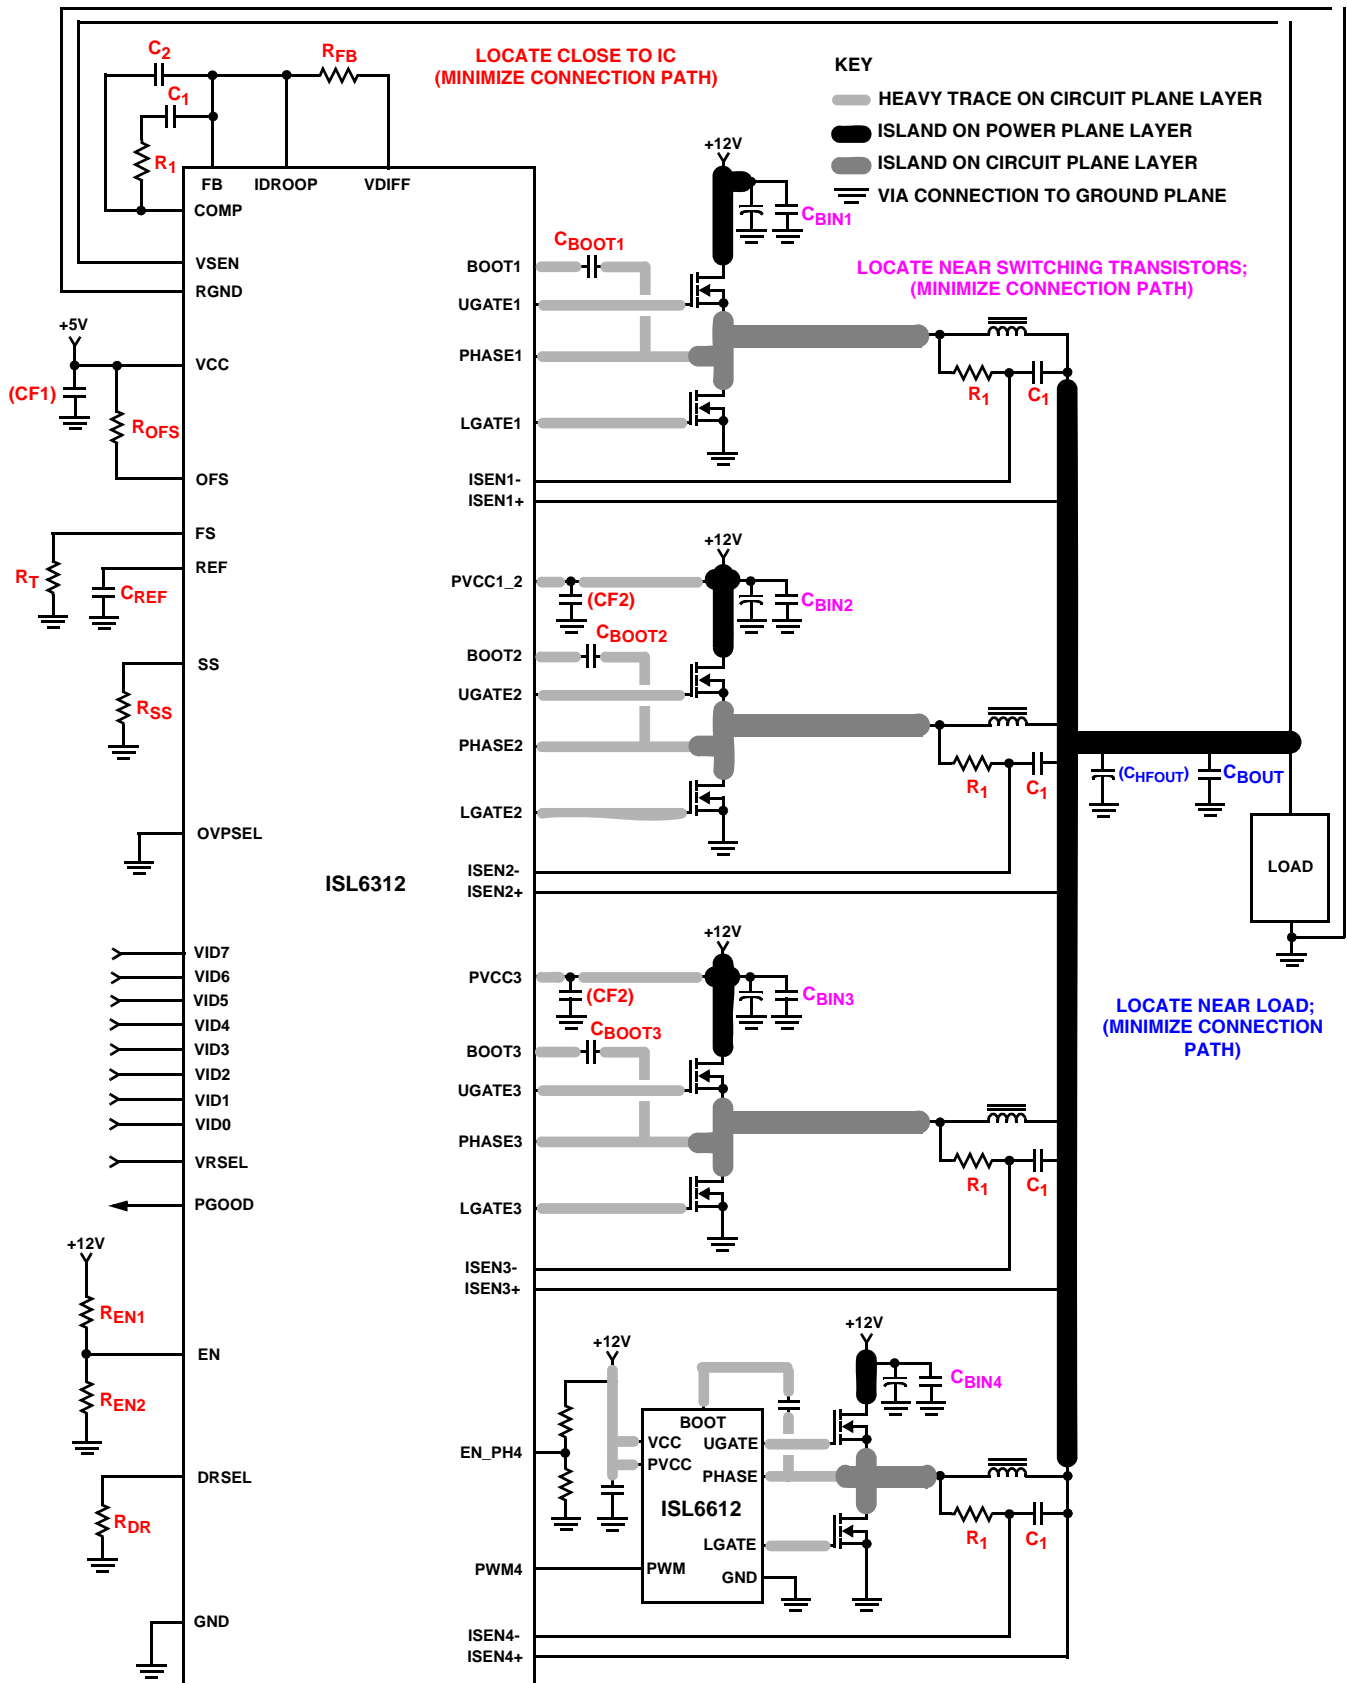 C2
RFB
C1
R1
LOCATE CLOSE TO IC
(MINIMIZE CONNECTION PATH)
KEY
HEAVY TRACE ON CIRCUIT PLANE LAYER
ISLAND ON POWER PLANE LAYER
ISLAND ON CIRCUIT PLANE LAYER
VIA CONNECTION TO GROUND PLANE
FB
IDROOP
VDIFF
COMP
VSEN
RGND
+5V
VCC
(CF1)
ROFS
OFS
FS
REF
RT
CREF
SS
RSS
OVPSEL
ISL6312
VID7
VID6
VID5
VID4
VID3
VID2
VID1
VID0
VRSEL
PGOOD
+12V
REN1
EN
REN2
DRSEL
RDR
GND
+12V
CBIN1
CBOOT1
BOOT1
UGATE1
PHASE1
LGATE1
ISEN1-
ISEN1+
LOCATE NEAR SWITCHING TRANSISTORS;
(MINIMIZE CONNECTION PATH)
R1
C1
+12V
PVCC1_2
(CF2)
CBIN2
CBOOT2
BOOT2
UGATE2
PHASE2
LGATE2
ISEN2-
ISEN2+
R1
C1
(CHFOUT)
CBOUT
LOAD
+12V
PVCC3
(CF2)
CBIN3
CBOOT3
BOOT3
UGATE3
PHASE3
LGATE3
ISEN3-
ISEN3+
R1
C1
LOCATE NEAR LOAD;
(MINIMIZE CONNECTION
PATH)
+12V
+12V
CBIN4
BOOT
VCC
UGATE
PVCC
PHASE
EN_PH4
ISL6612
LGATE
PWM4
PWM
GND
R1
C1
ISEN4-
ISEN4+